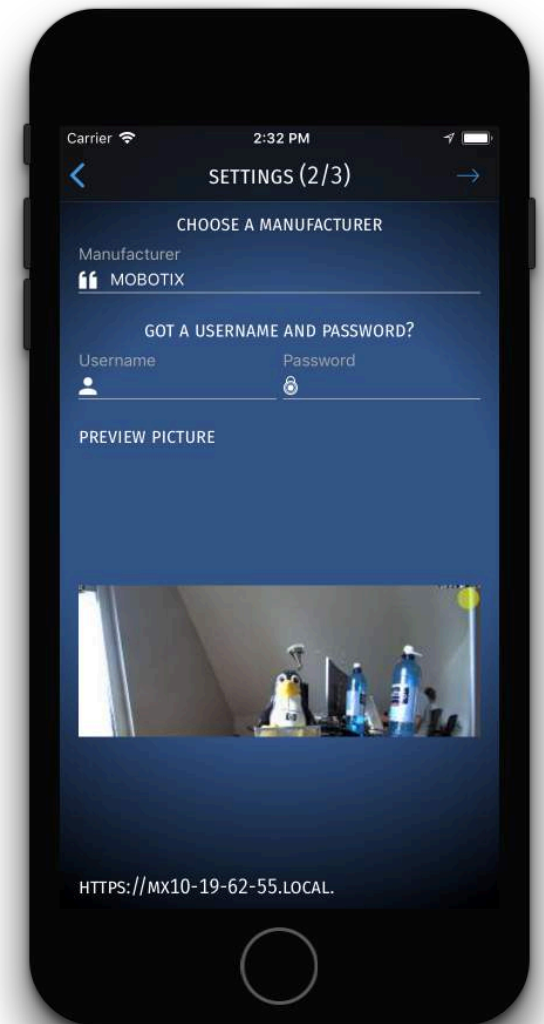 Carrier 2:32 PM
SETTINGS (2/3)
CHOOSE A MANUFACTURER
Manufacturer
MOBOTIX
GOT A USERNAME AND PASSWORD?
Username Password
PREVIEW PICTURE
hp
HTTPS://MX10-19-62-55.LOCAL.